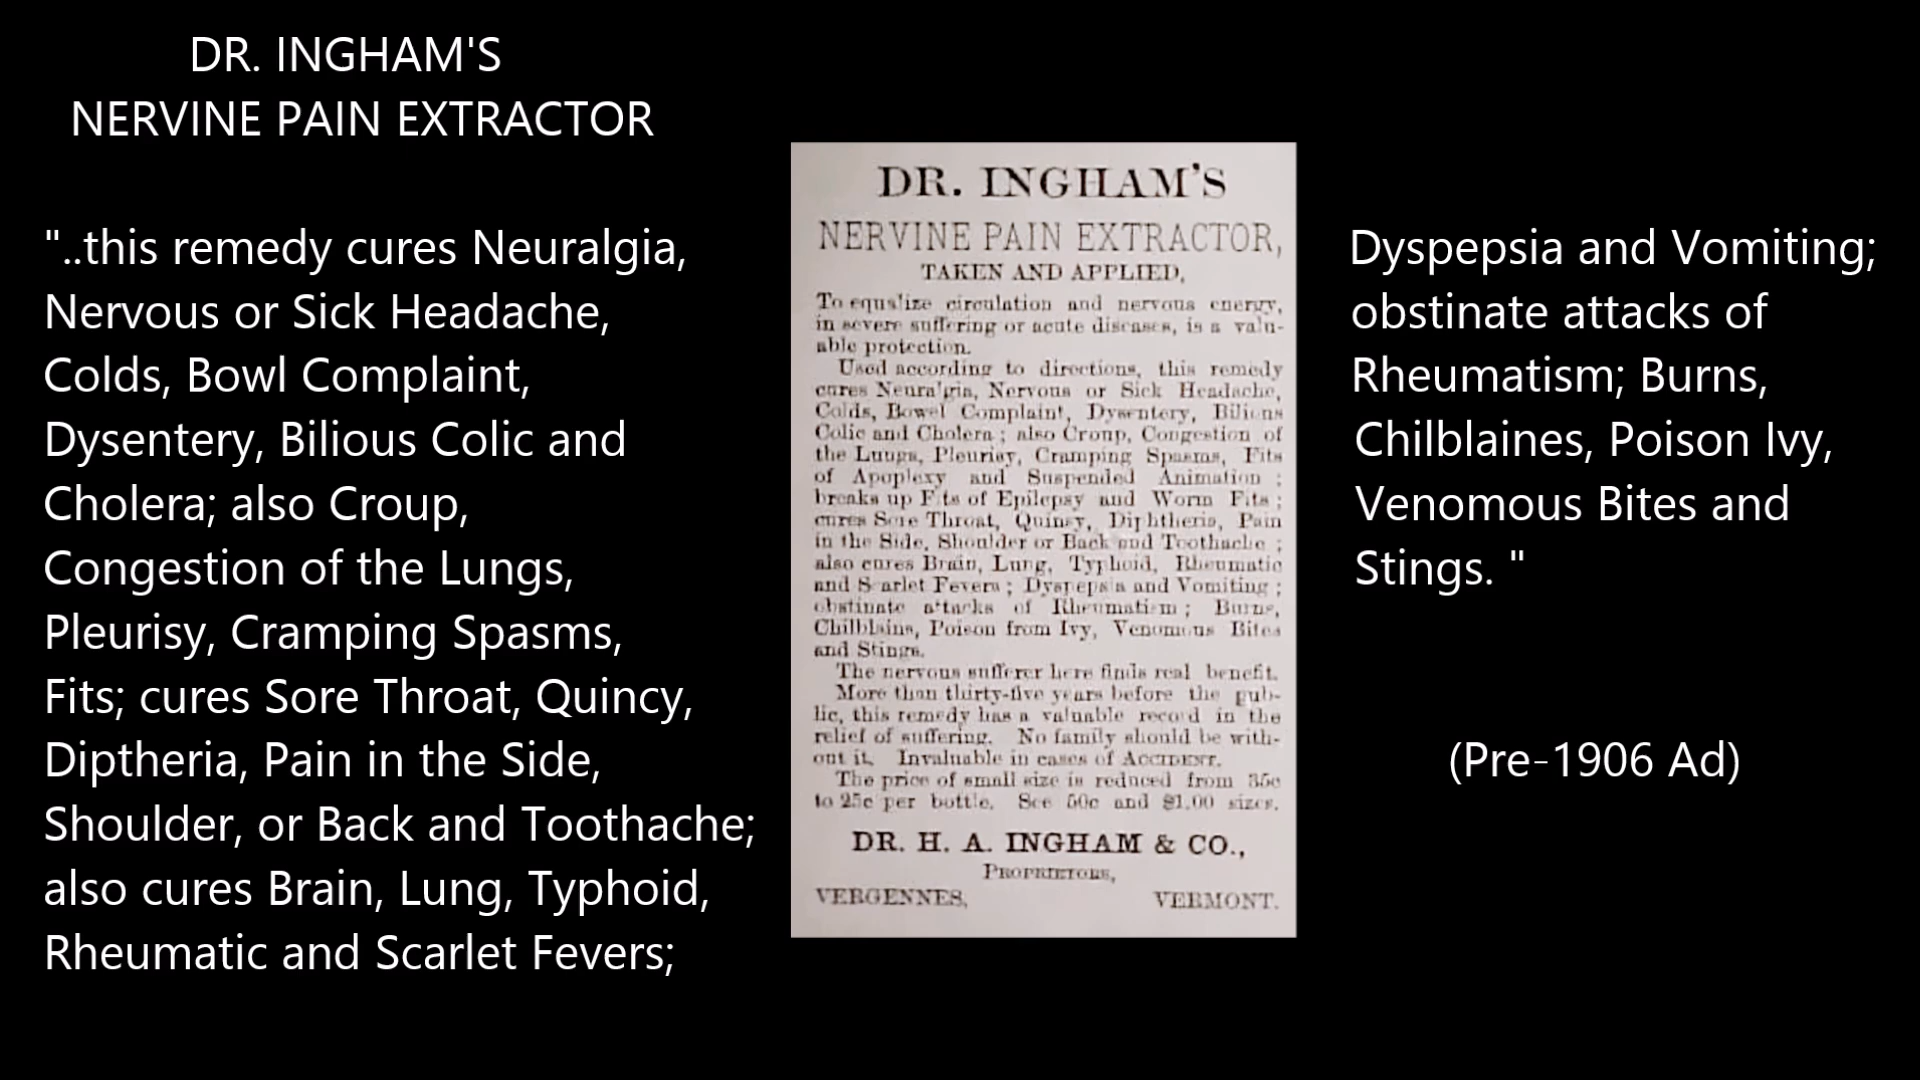 DR. INGHAM'S
NERVINE PAIN EXTRACTOR
"..this remedy cures Neuralgia,
Nervous or Sick Headache,
Colds, Bowl Complaint,
Dysentery, Bilious Colic and
Cholera; also Croup,
Congestion of the Lungs,
Pleurisy, Cramping Spasms,
Fits; cures Sore Throat, Quincy,
Diptheria, Pain in the Side,
Shoulder, or Back and Toothache;
also cures Brain, Lung, Typhoid,
Rheumatic and Scarlet Fevers;
DR. INGHAM'S
NERVINE PAIN EXTRACTOR,
TAKEN AND APPLIED,
To equalize circulation and nervous energy,
in severe suffering or acute diseases, is a valu-
able protection.
Used according to directions, this remedy
cures Neuralgia, Nervous or Sick Headache,
Colds, Bowel Complaint, Dysentery, Bilious
Colic and Cholera; also Croup, Congestion of
the Lungs, Pleurisy, Cramping Spasms, Fits
of Apoplexy and Suspended Animation;
breaks up Fits of Epilepsy and Worm Fits;
cures Sore Throat, Quinsy, Diphtheria, Pain
in the Side, Shoulder or Back and Toothache;
also cures Brain, Lung, Typhoid, Rheumatic
and Scarlet Fevers; Dyspepsia and Vomiting;
obstinate attacks of Rheumatism; Burns,
Chilblains, Poison from Ivy, Venomous Bites
and Stings.
The nervous sufferer here finds real benefit.
More than thirty-five years before the pub-
lic, this remedy has a valuable record in the
relief of suffering. No family should be with-
out it. Invaluable in cases of ACCIDENT.
The price of small size is reduced from 35c
to 25c per bottle. See 50c and $1.00 sizes.
DR. H. A. INGHAM & CO.,
PROPRIETORS,
VERGENNES, VERMONT.
Dyspepsia and Vomiting;
obstinate attacks of
Rheumatism; Burns,
Chilblaines, Poison Ivy,
Venomous Bites and
Stings. "
(Pre-1906 Ad)